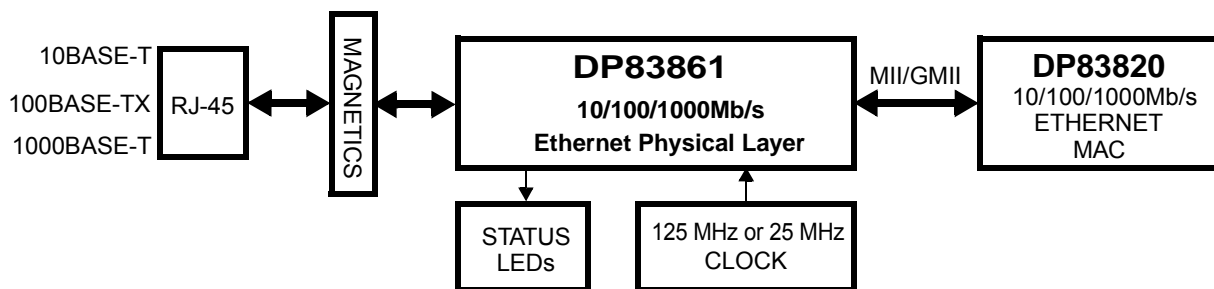 10BASE-T
100BASE-TX
1000BASE-T
RJ-45
MAGNETICS
DP83861
10/100/1000Mb/s
Ethernet Physical Layer
MII/GMII
DP83820
10/100/1000Mb/s
ETHERNET
MAC
STATUS
LEDs
125 MHz or 25 MHz
CLOCK